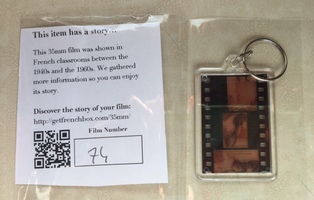 This item has a story...
This 35mm film was shown in
French classrooms between the
1940s and the 1960s. We gathered
more information so you can enjoy
its story.
Discover the story of your film:
http://getfrenchbox.com/35mm/
Film Number
74